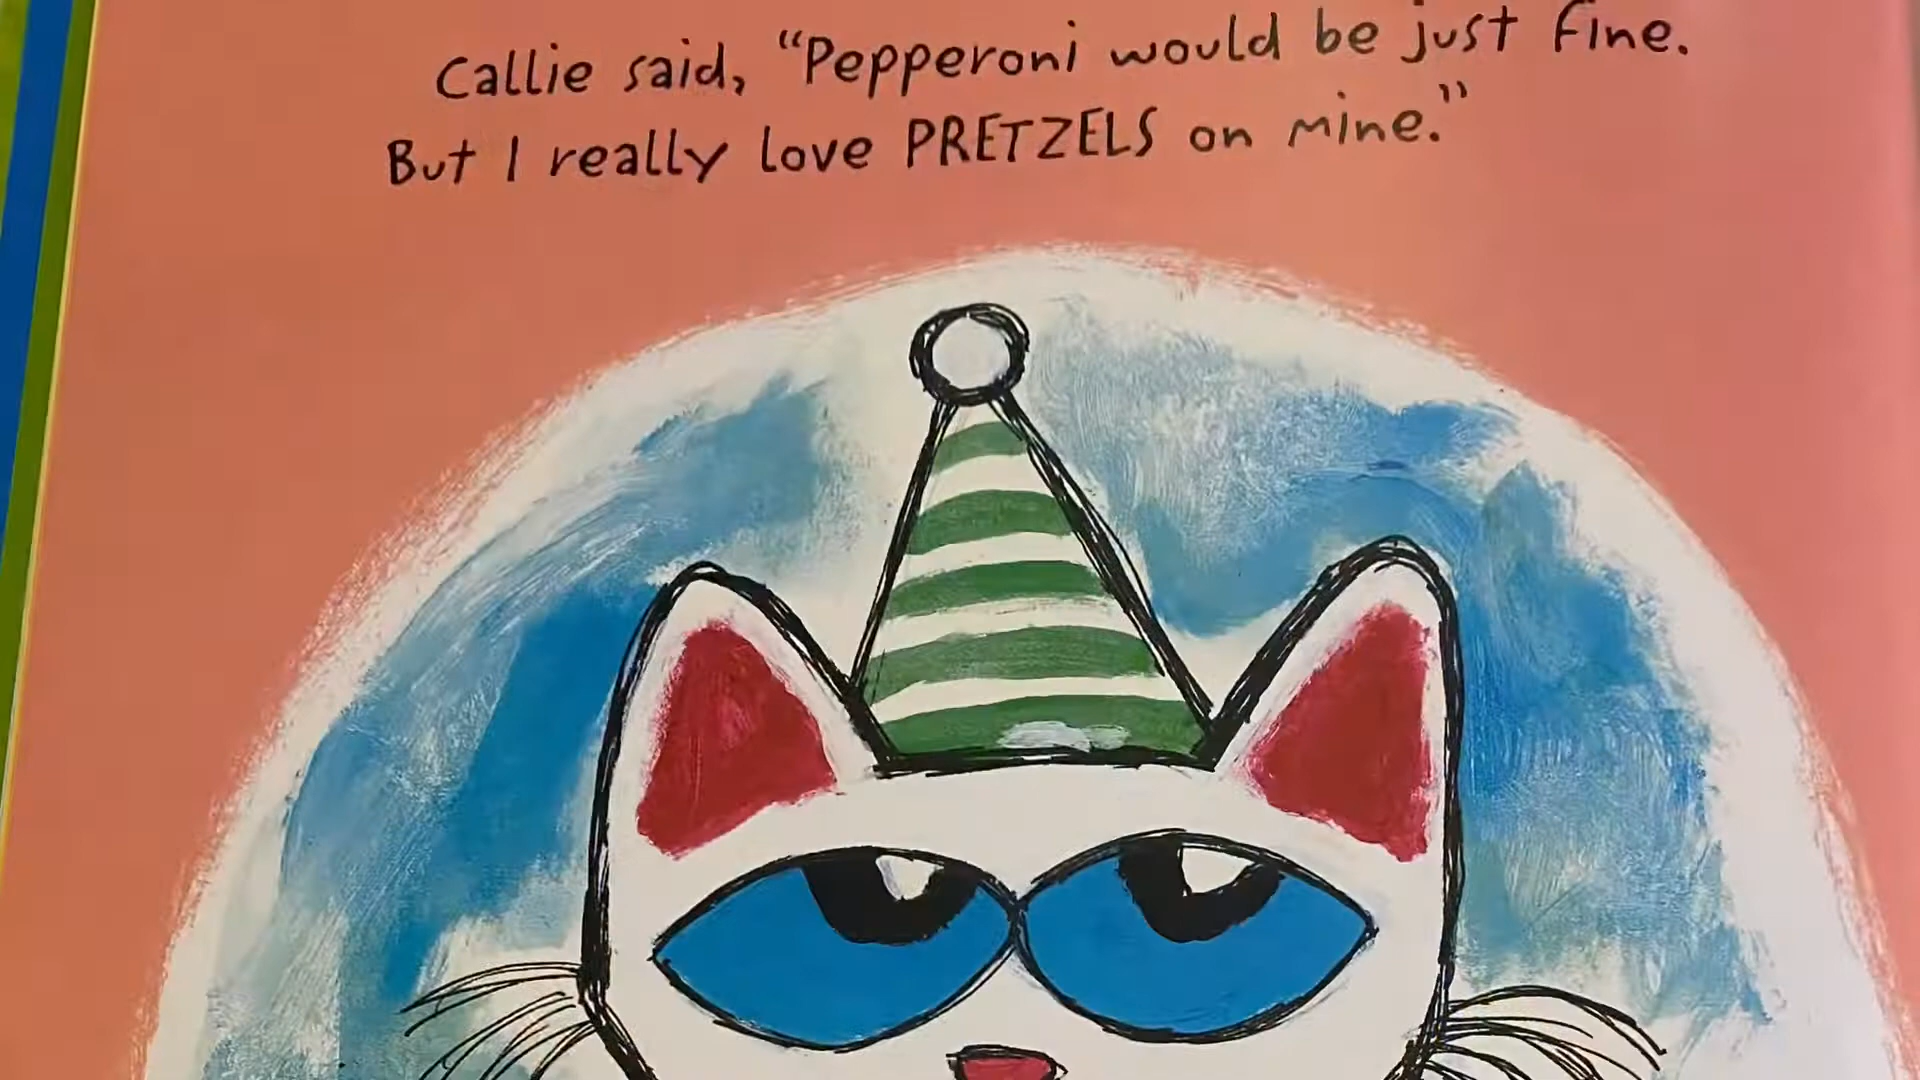 Callie said, “Pepperoni would be just fine.
But I really love PRETZELS on mine.”